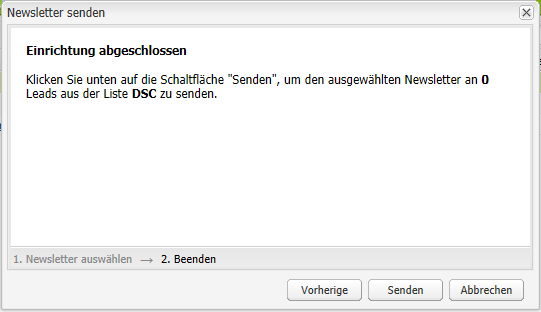 Newsletter senden
Einrichtung abgeschlossen
Klicken Sie unten auf die Schaltfläche "Senden", um den ausgewählten Newsletter an 0
Leads aus der Liste DSC zu senden.
1. Newsletter auswählen → 2. Beenden
Vorherige Senden Abbrechen